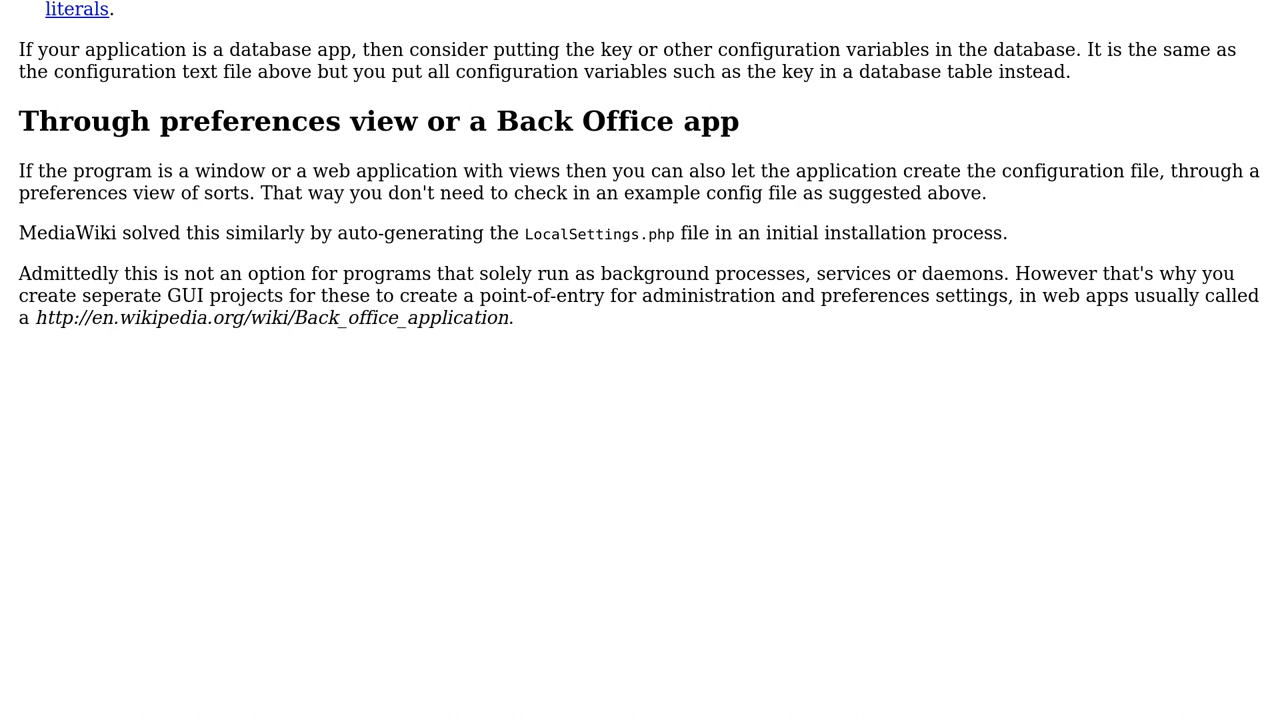 literals.
If your application is a database app, then consider putting the key or other configuration variables in the database. It is the same as
the configuration text file above but you put all configuration variables such as the key in a database table instead.
Through preferences view or a Back Office app
If the program is a window or a web application with views then you can also let the application create the configuration file, through a
preferences view of sorts. That way you don't need to check in an example config file as suggested above.
MediaWiki solved this similarly by auto-generating the LocalSettings.php file in an initial installation process.
Admittedly this is not an option for programs that solely run as background processes, services or daemons. However that's why you
create seperate GUI projects for these to create a point-of-entry for administration and preferences settings, in web apps usually called
a http://en.wikipedia.org/wiki/Back_office_application.